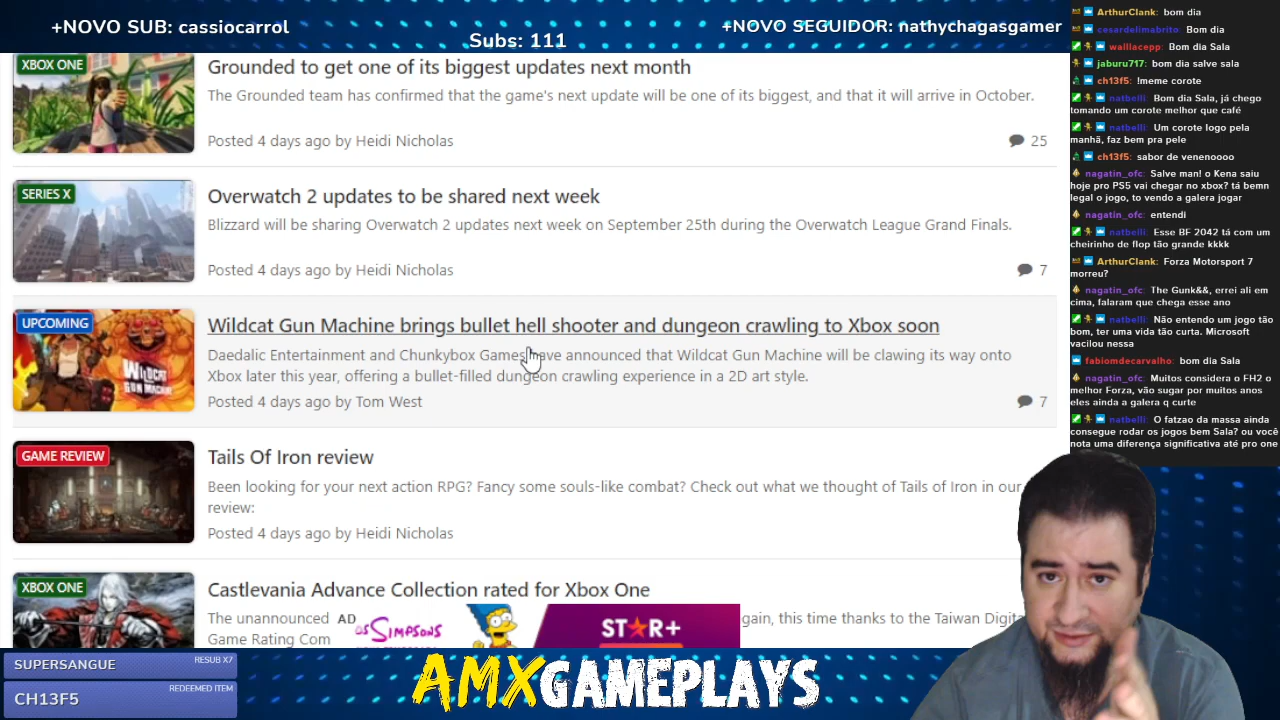 +NOVO SUB: cassiocarrol
Subs: 111
+NOVO SEGUIDOR: nathychagasgamer
XBOX ONE
Grounded to get one of its biggest updates next month
The Grounded team has confirmed that the game's next update will be one of its biggest, and that it will arrive in October.
Posted 4 days ago by Heidi Nicholas
25
SERIES X
Overwatch 2 updates to be shared next week
Blizzard will be sharing Overwatch 2 updates next week on September 25th during the Overwatch League Grand Finals.
Posted 4 days ago by Heidi Nicholas
7
UPCOMING
WILDCAT
GUN MACHINE
Wildcat Gun Machine brings bullet hell shooter and dungeon crawling to Xbox soon
Daedalic Entertainment and Chunkybox Games have announced that Wildcat Gun Machine will be clawing its way onto
Xbox later this year, offering a bullet-filled dungeon crawling experience in a 2D art style.
Posted 4 days ago by Tom West
7
GAME REVIEW
Tails Of Iron review
Been looking for your next action RPG? Fancy some souls-like combat? Check out what we thought of Tails of Iron in our
review:
Posted 4 days ago by Heidi Nicholas
XBOX ONE
Castlevania Advance Collection rated for Xbox One
The unannounced
gain, this time thanks to the Taiwan Digita
Game Rating Com
AD
OS SIMPSONS
STAR+
SUPERSANGUE
RESUB X7
CH13F5
REDEEMED ITEM
AMXGAMEPLAYS
ArthurClank: bom dia
cesardelimabrito: Bom dia
walllacepp: Bom dia Sala
jaburu717: bom dia salve sala
ch13f5: !meme corote
natbelli: Bom dia Sala, já chego
tomando um corote melhor que café
natbelli: Um corote logo pela
manhã, faz bem pra pele
ch13f5: sabor de venenoooo
nagatin_ofc: Salve man! o Kena saiu
hoje pro PS5 vai chegar no xbox? tá bemn
legal o jogo, to vendo a galera jogar
nagatin_ofc: entendi
natbelli: Esse BF 2042 tá com um
cheirinho de flop tão grande kkkk
ArthurClank: Forza Motorsport 7
morreu?
nagatin_ofc: The Gunk&&, errei ali em
cima, falaram que chega esse ano
natbelli: Não entendo um jogo tão
bom, ter uma vida tão curta. Microsoft
vacilou nessa
fabiomdecarvalho: bom dia Sala
nagatin_ofc: Muitos considera o FH2 o
melhor Forza, vão sugar por muitos anos
eles ainda a galera q curte
natbelli: O fatzao da massa ainda
consegue rodar os jogos bem Sala? ou você
nota uma diferença significativa até pro one